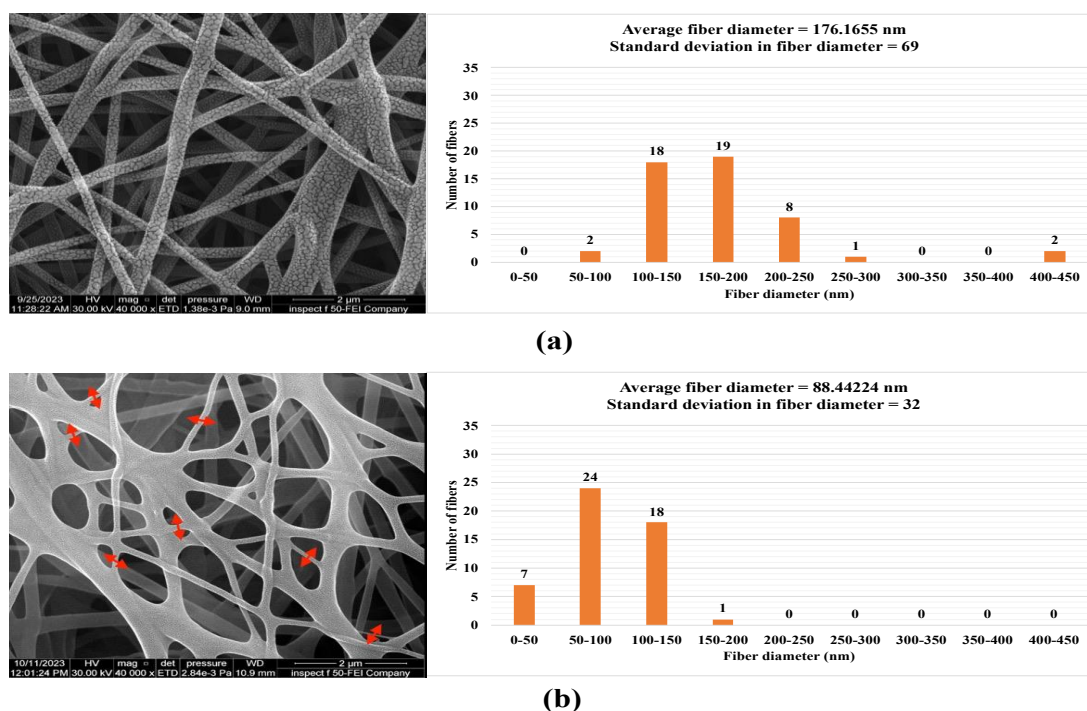 Average fiber diameter = 176.1655 nm
Standard deviation in fiber diameter = 69
Number of fibers
35
30
25
20
15
10
5
0
0 2 18 19 8 1 0 0 2
0-50 50-100 100-150 150-200 200-250 250-300 300-350 350-400 400-450
Fiber diameter (nm)
9/25/2023 HV mag □ det pressure WD 2 µm
11:28:22 AM 30.00 kV 40 000 x ETD 1.38e-3 Pa 9.0 mm inspect f 50-FEI Company
(a)
Average fiber diameter = 88.44224 nm
Standard deviation in fiber diameter = 32
Number of fibers
35
30
25
20
15
10
5
0
7 24 18 1 0 0 0 0 0
0-50 50-100 100-150 150-200 200-250 250-300 300-350 350-400 400-450
Fiber diameter (nm)
10/11/2023 HV mag □ det pressure WD 2 µm
12:01:24 PM 30.00 kV 40 000 x ETD 2.84e-3 Pa 10.9 mm inspect f 50-FEI Company
(b)